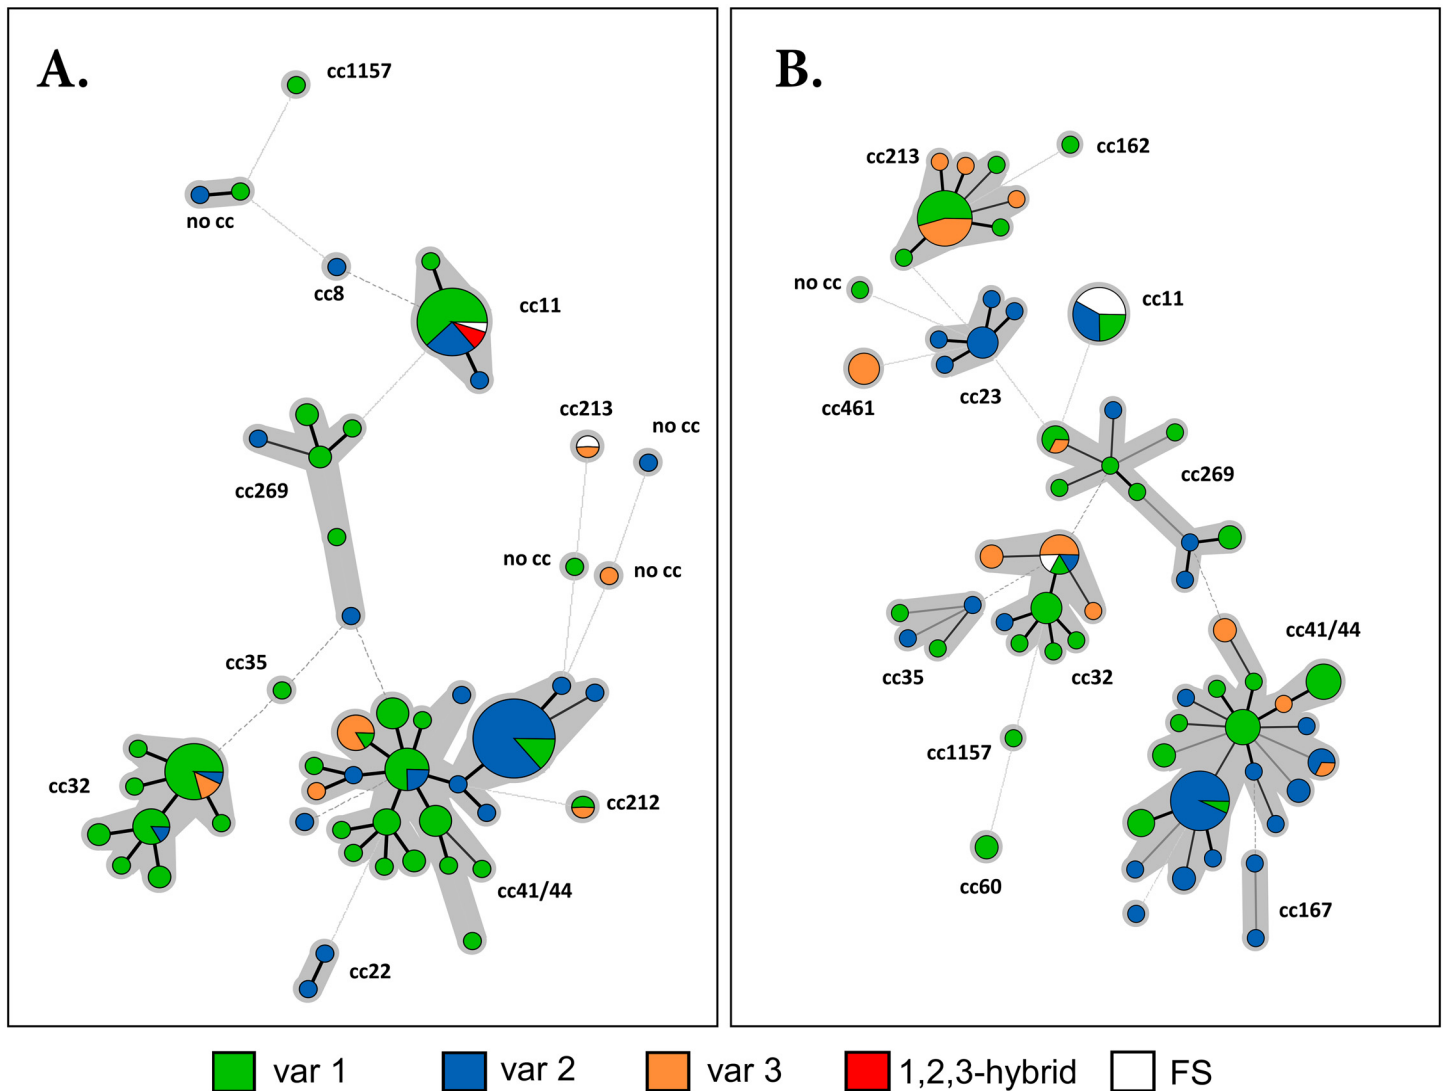 A.
cc1157
no cc
cc8
cc11
cc269
cc213
no cc
no cc
no cc
cc35
cc32
cc212
cc41/44
cc22
B.
cc162
cc213
no cc
cc11
cc461
cc23
cc269
cc41/44
cc35
cc32
cc1157
cc60
cc167
var 1
var 2
var 3
1,2,3-hybrid
FS